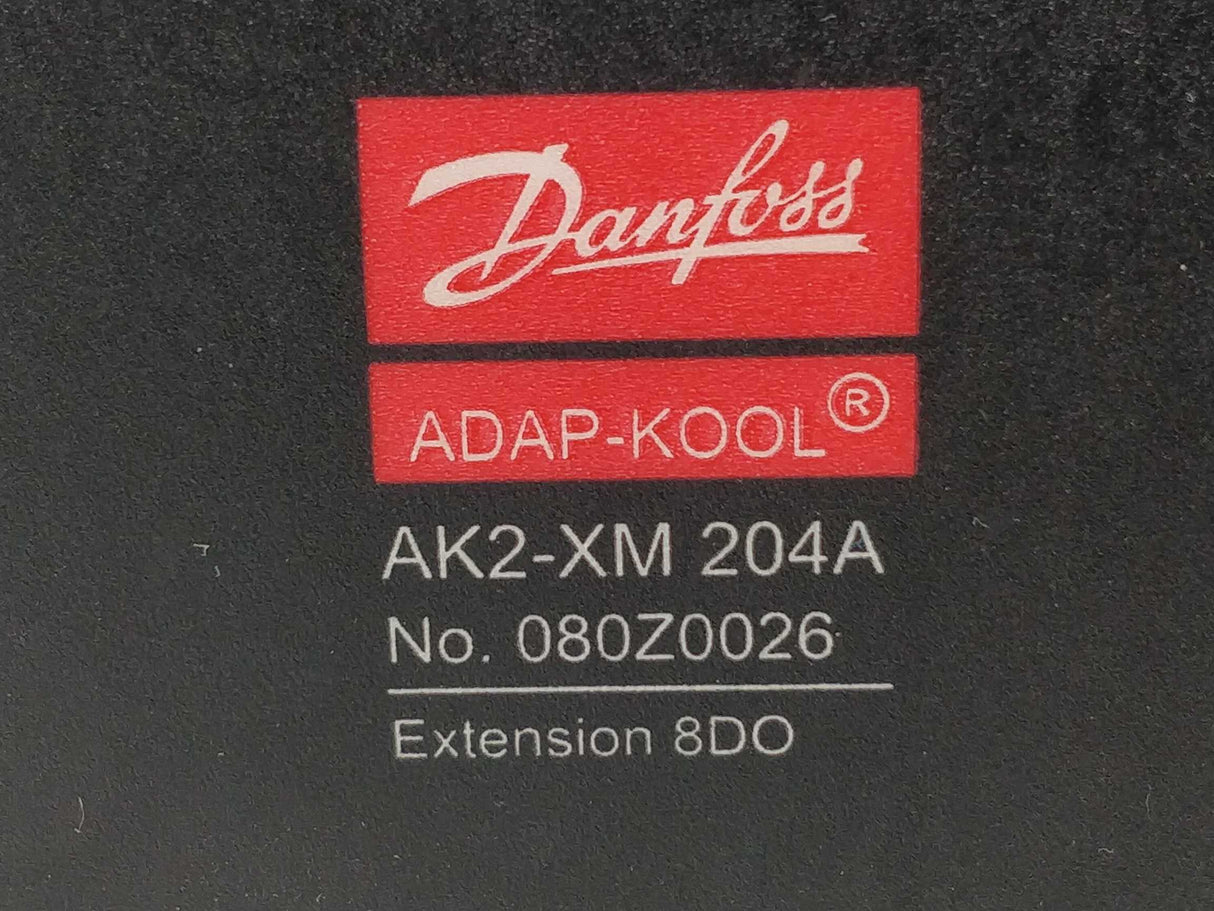 Danfoss
ADAP-KOOL®
AK2-XM 204A
No. 080Z0026
Extension 8DO